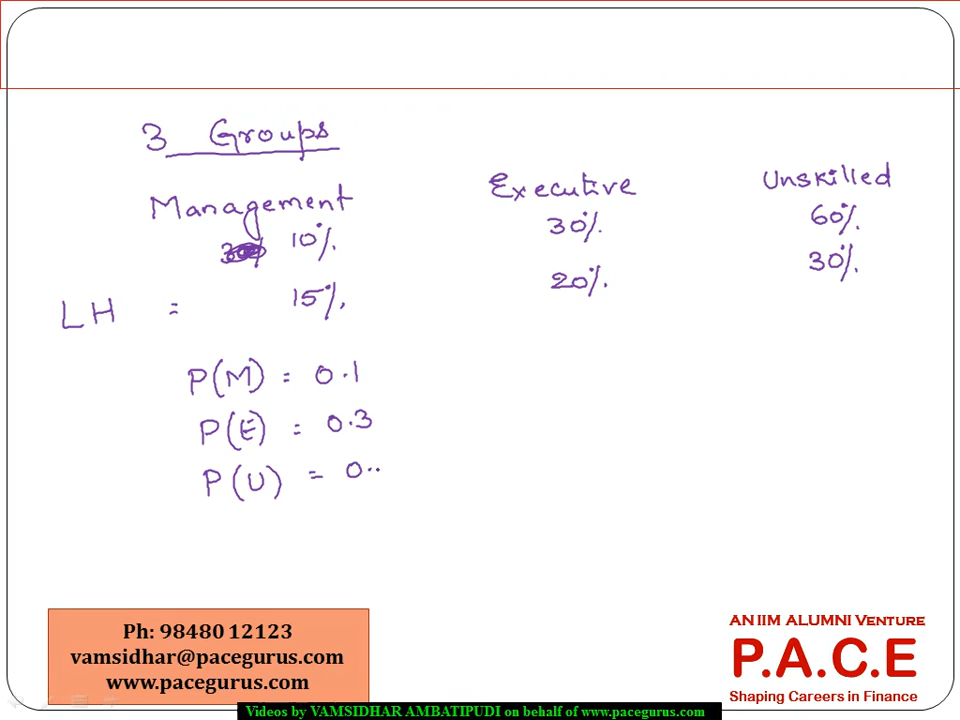 3 Groups
Management Executive Unskilled
10% 30% 60%
LH = 15% 20% 30%
P(M) = 0.1
P(E) = 0.3
P(U) = 0.
Ph: 98480 12123
vamsidhar@pacegurus.com
www.pacegurus.com
AN IIM ALUMNI VENTURE
P.A.C.E
Shaping Careers in Finance
Videos by VAMSIDHAR AMBATIPUDI on behalf of www.pacegurus.com